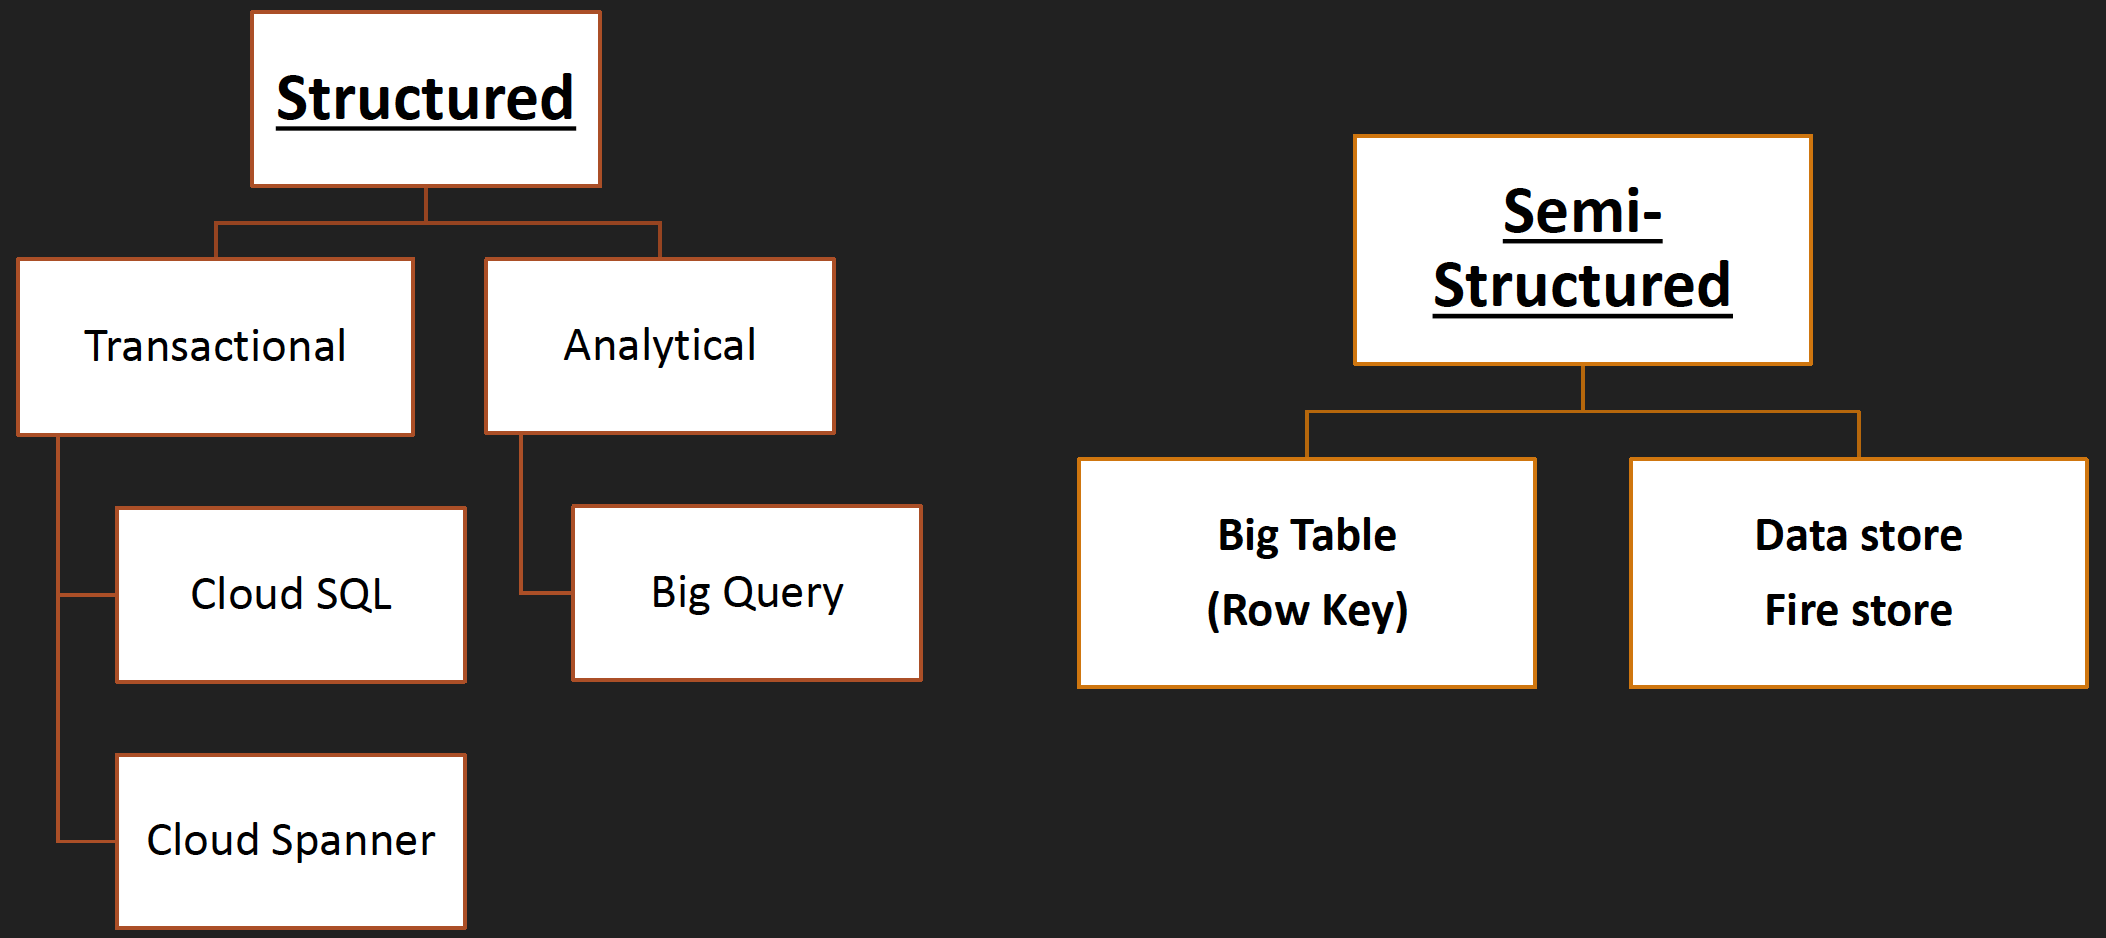 Structured
Transactional
Analytical
Cloud SQL
Big Query
Cloud Spanner
Semi-
Structured
Big Table
(Row Key)
Data store
Fire store